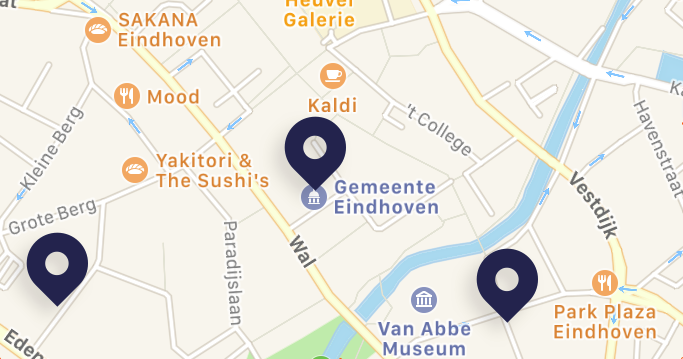 Heuvel
Galerie
SAKANA
Eindhoven
Mood
Kaldi
't College
Kleine Berg
Yakitori &
The Sushi's
Havenstraat
Gemeente
Eindhoven
Vestdijk
Grote Berg
Paradijslaan
Wal
Van Abbe
Museum
Park Plaza
Eindhoven
Eden